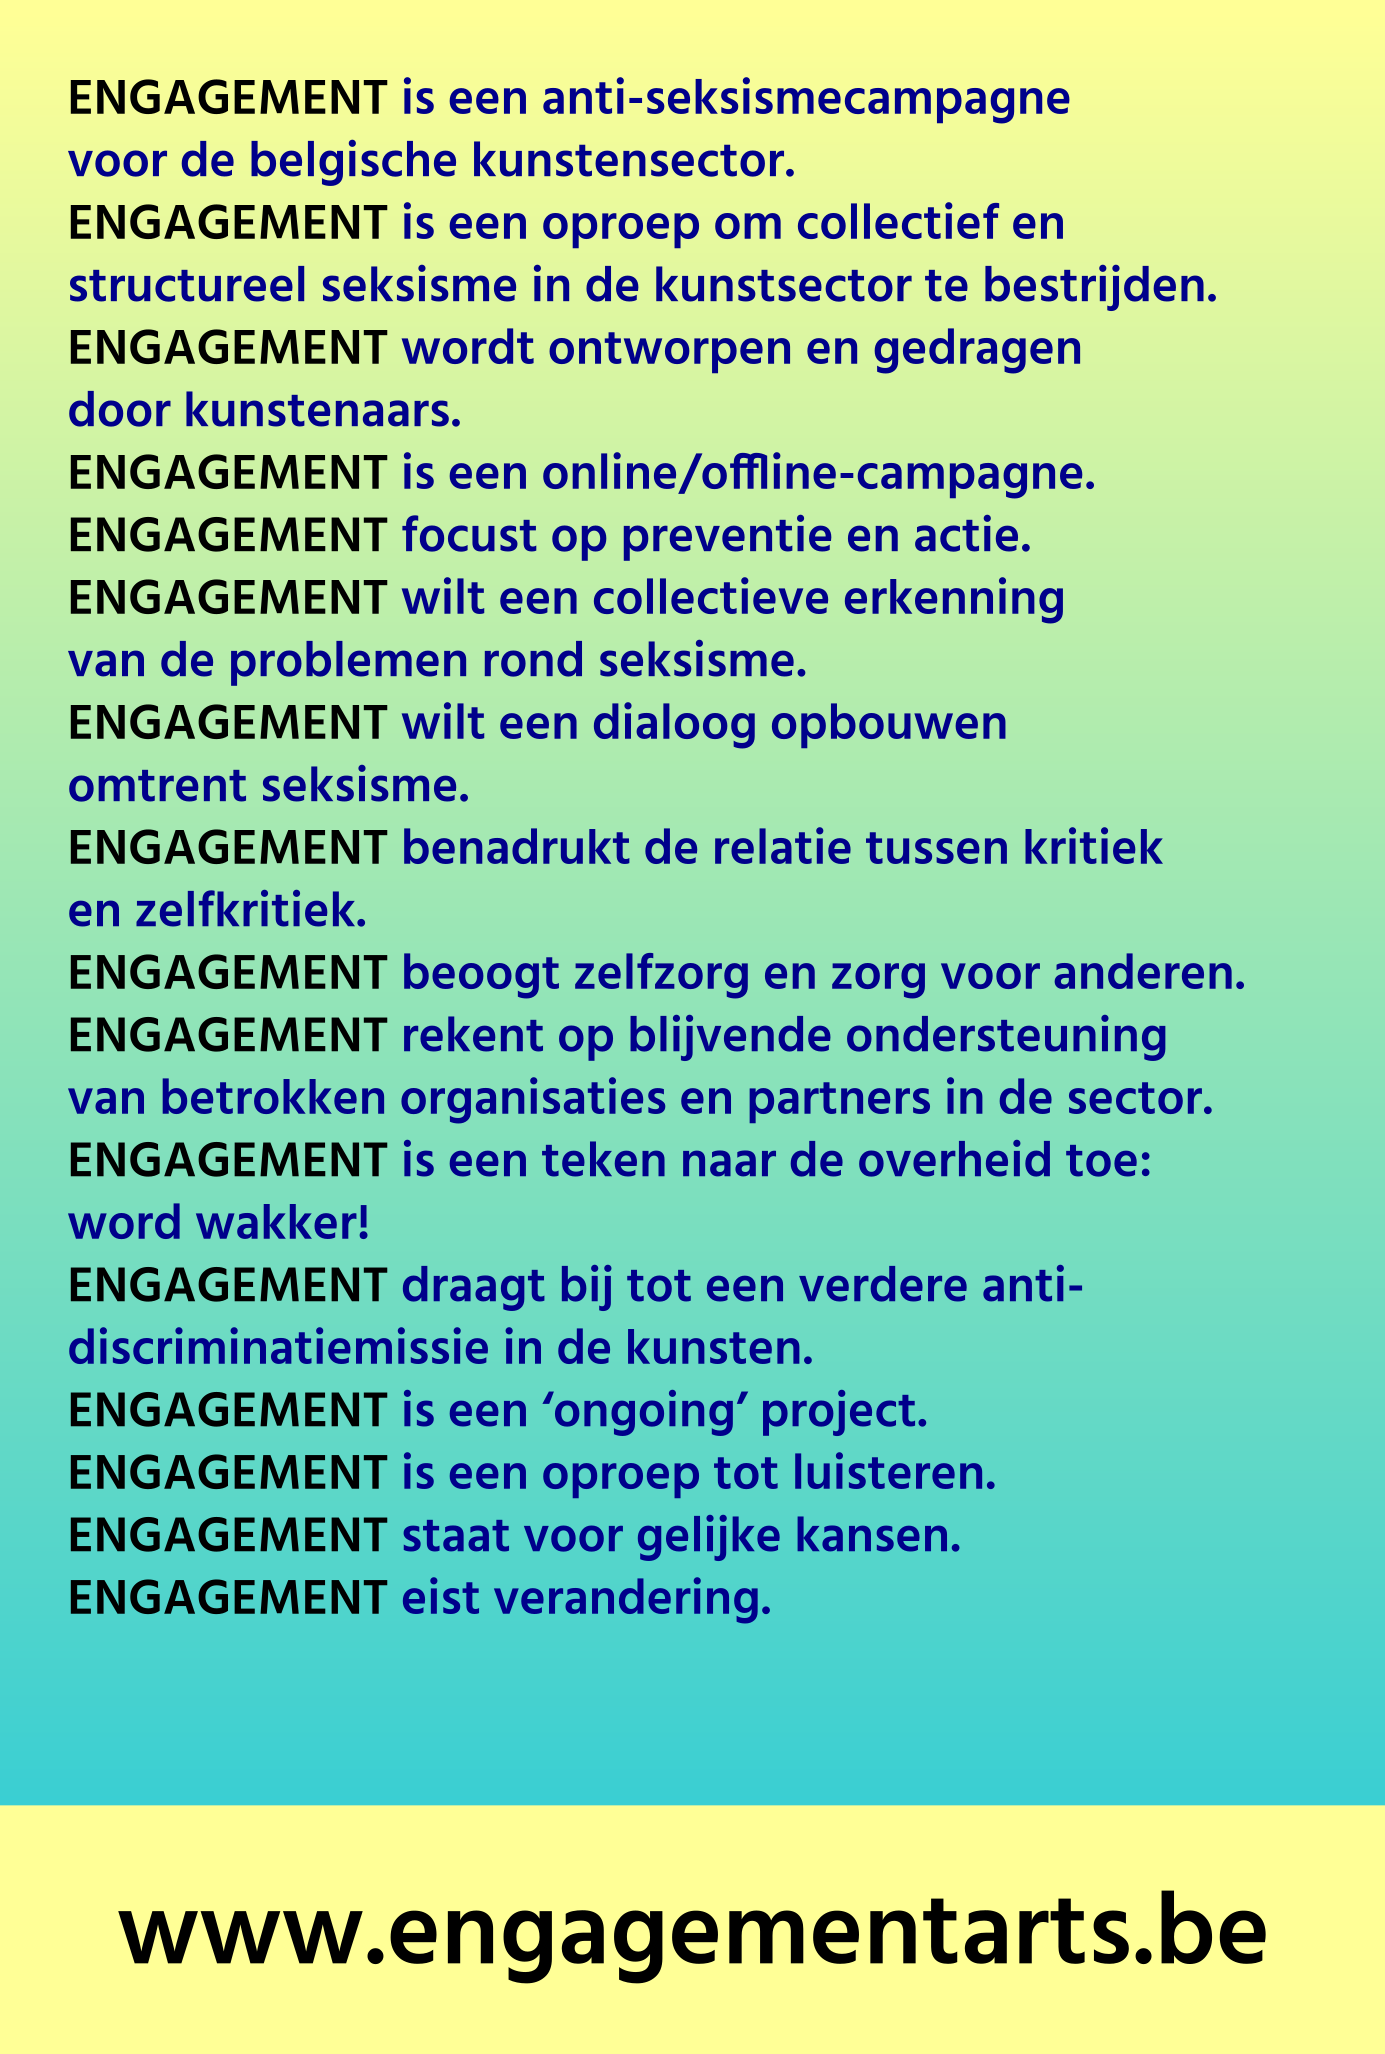 ENGAGEMENT is een anti-seksismecampagne
voor de belgische kunstensector.
ENGAGEMENT is een oproep om collectief en
structureel seksisme in de kunstsector te bestrijden.
ENGAGEMENT wordt ontworpen en gedragen
door kunstenaars.
ENGAGEMENT is een online/offline-campagne.
ENGAGEMENT focust op preventie en actie.
ENGAGEMENT wilt een collectieve erkenning
van de problemen rond seksisme.
ENGAGEMENT wilt een dialoog opbouwen
omtrent seksisme.
ENGAGEMENT benadrukt de relatie tussen kritiek
en zelfkritiek.
ENGAGEMENT beoogt zelfzorg en zorg voor anderen.
ENGAGEMENT rekent op blijvende ondersteuning
van betrokken organisaties en partners in de sector.
ENGAGEMENT is een teken naar de overheid toe:
word wakker!
ENGAGEMENT draagt bij tot een verdere anti-
discriminatiemissie in de kunsten.
ENGAGEMENT is een ‘ongoing’ project.
ENGAGEMENT is een oproep tot luisteren.
ENGAGEMENT staat voor gelijke kansen.
ENGAGEMENT eist verandering.
www.engagementarts.be